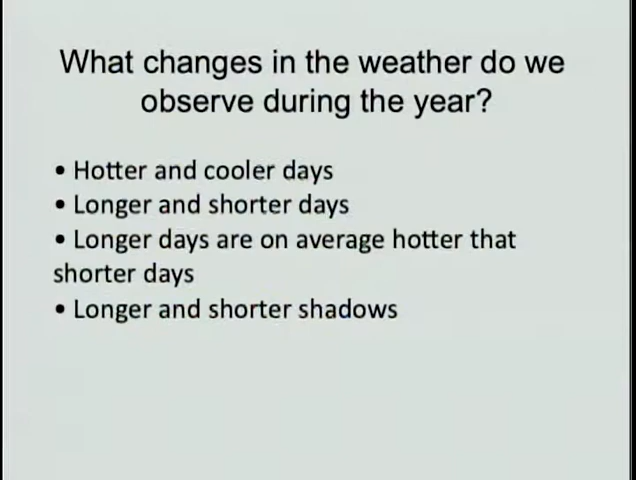 What changes in the weather do we
observe during the year?
• Hotter and cooler days
• Longer and shorter days
• Longer days are on average hotter that
shorter days
• Longer and shorter shadows